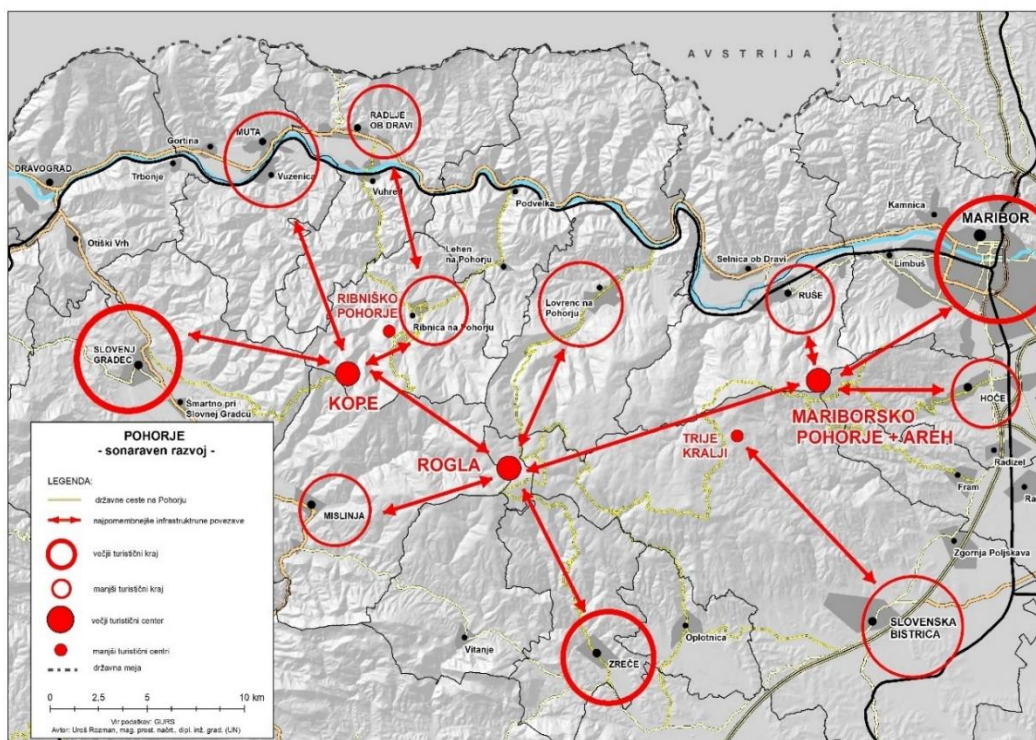 AVSTRIJA
RADLJE
OB DRAVI
MUTA
Gortina
DRAVOGRAD
Trbonje
Vuzenica
Vuhred
Podvelka
Kamnica
MARIBOR
Otiški Vrh
Lehen
na Pohorju
Selnica ob Dravi
Limbuš
RIBNIŠKO
POHORJE
Ribnica na Pohorju
Lovrenc na
Pohorju
RUŠE
SLOVENJ
GRADEC
KOPE
HOČE
Šmartno pri
Slovnej Gradcu
MARIBORSKO
POHORJE + AREH
TRIJE
KRALJI
ROGLA
Radizel
Fram
Ra
MISLINJA
Zgornja Poljskava
SLOVENSKA
BISTRICA
Oplotnica
Vitanje
ZREČE
POHORJE
- sonaraven razvoj -
LEGENDA:
državne ceste na Pohorju
najpomembnejše infrastruktrune povezave
večji turistični kraj
manjši turistični kraj
večji turistični center
manjši turistični centri
državna meja
0 2,5 5 10 km
Vir podatkov: GURS
Avtor: Uroš Rozman, mag. prost. načrt., dipl. inž. grad. (UN)